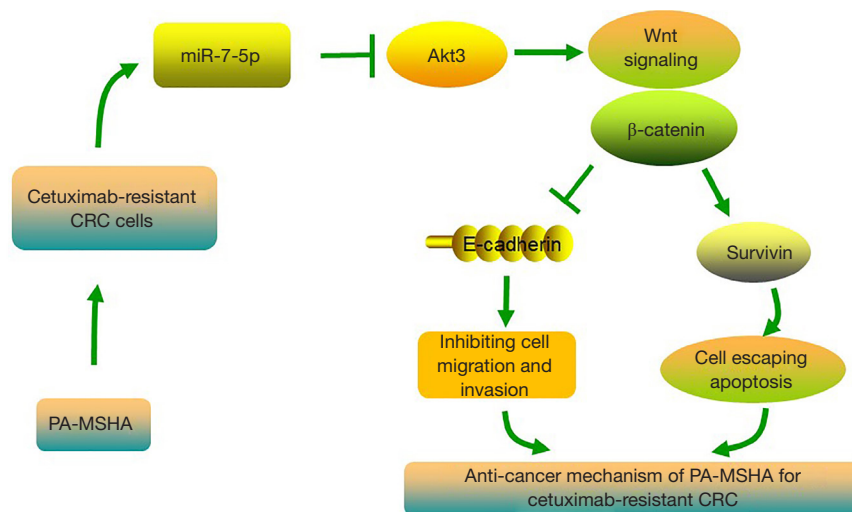 miR-7-5p
Akt3
Wnt
signaling
β-catenin
Cetuximab-resistant
CRC cells
E-cadherin
Survivin
Inhibiting cell
migration and
invasion
Cell escaping
apoptosis
PA-MSHA
Anti-cancer mechanism of PA-MSHA for
cetuximab-resistant CRC